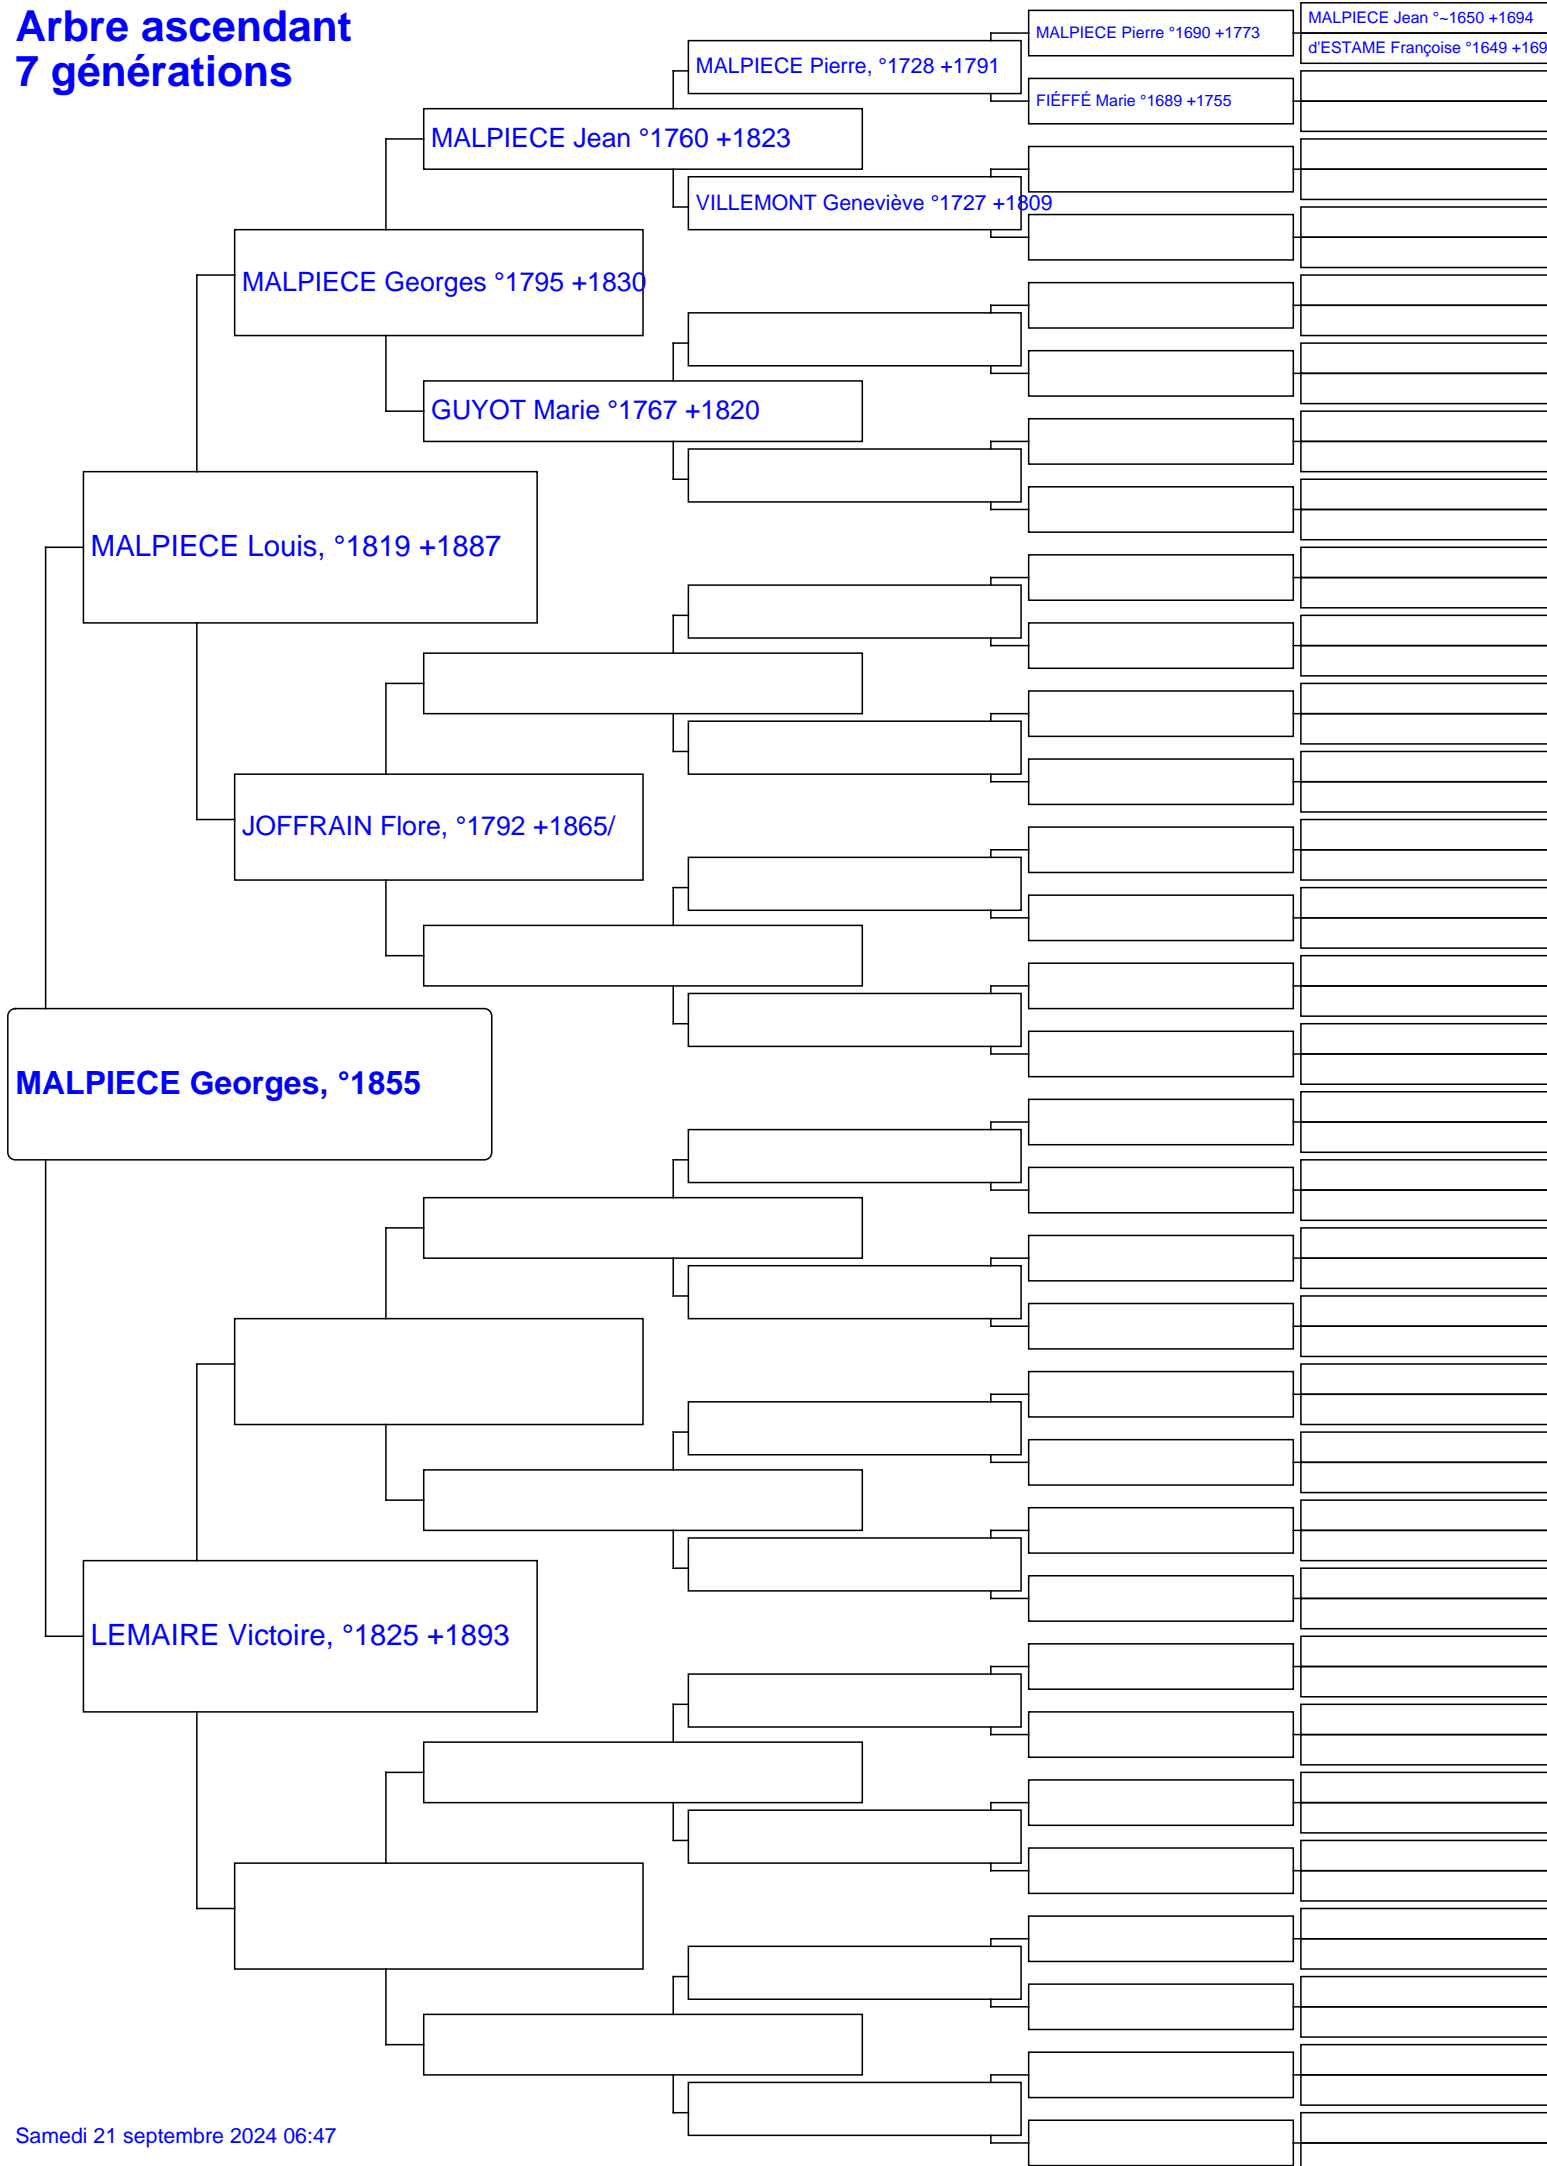 Arbre ascendant
7 générations
MALPIECE Jean °~1650 +1694
MALPIECE Pierre °1690 +1773
d'ESTAME Françoise °1649 +169
MALPIECE Pierre, °1728 +1791
FIÉFFÉ Marie °1689 +1755
MALPIECE Jean °1760 +1823
VILLEMONT Geneviève °1727 +1809
MALPIECE Georges °1795 +1830
GUYOT Marie °1767 +1820
MALPIECE Louis, °1819 +1887
JOFFRAIN Flore, °1792 +1865/
MALPIECE Georges, °1855
LEMAIRE Victoire, °1825 +1893
Samedi 21 septembre 2024 06:47